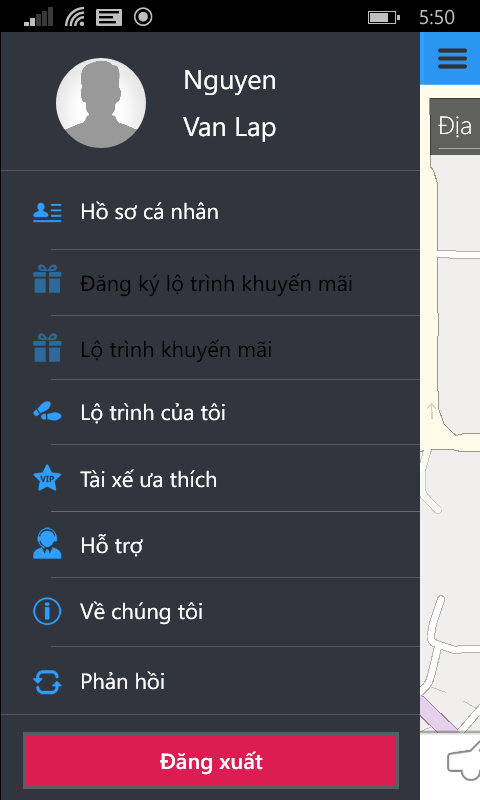 5:50
Nguyen
Van Lap
Địa
Hồ sơ cá nhân
Đăng ký lộ trình khuyến mãi
Lộ trình khuyến mãi
Lộ trình của tôi
VIP Tài xế ưa thích
Hỗ trợ
Về chúng tôi
Phản hồi
Đăng xuất